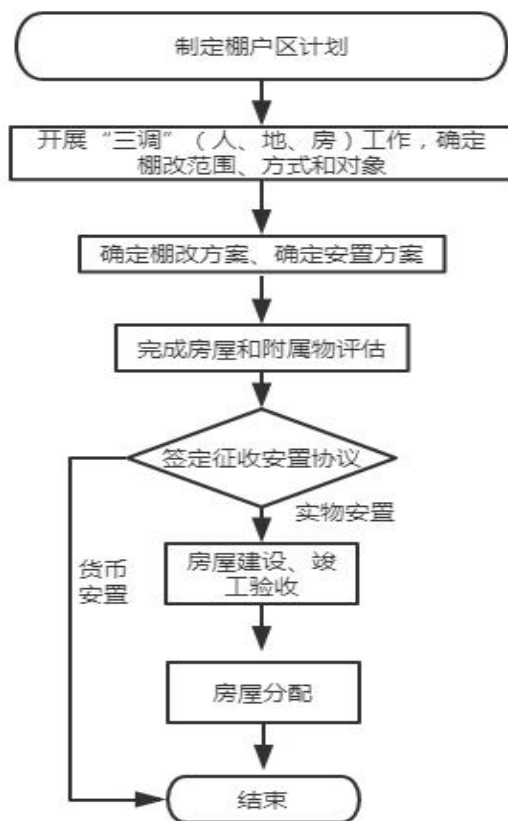 制定棚户区计划
开展“三调”（人、地、房）工作，确定
棚改范围、方式和对象
确定棚改方案、确定安置方案
完成房屋和附属物评估
签定征收安置协议
实物安置
货币
安置
房屋建设、竣
工验收
房屋分配
结束